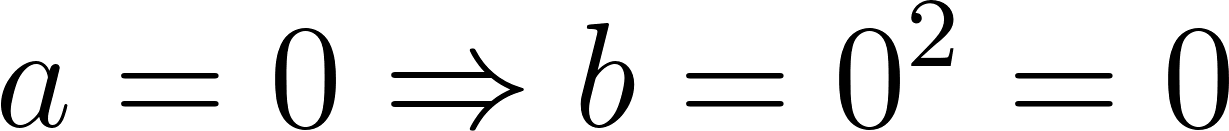 a = 0 ⇒ b = 0² = 0